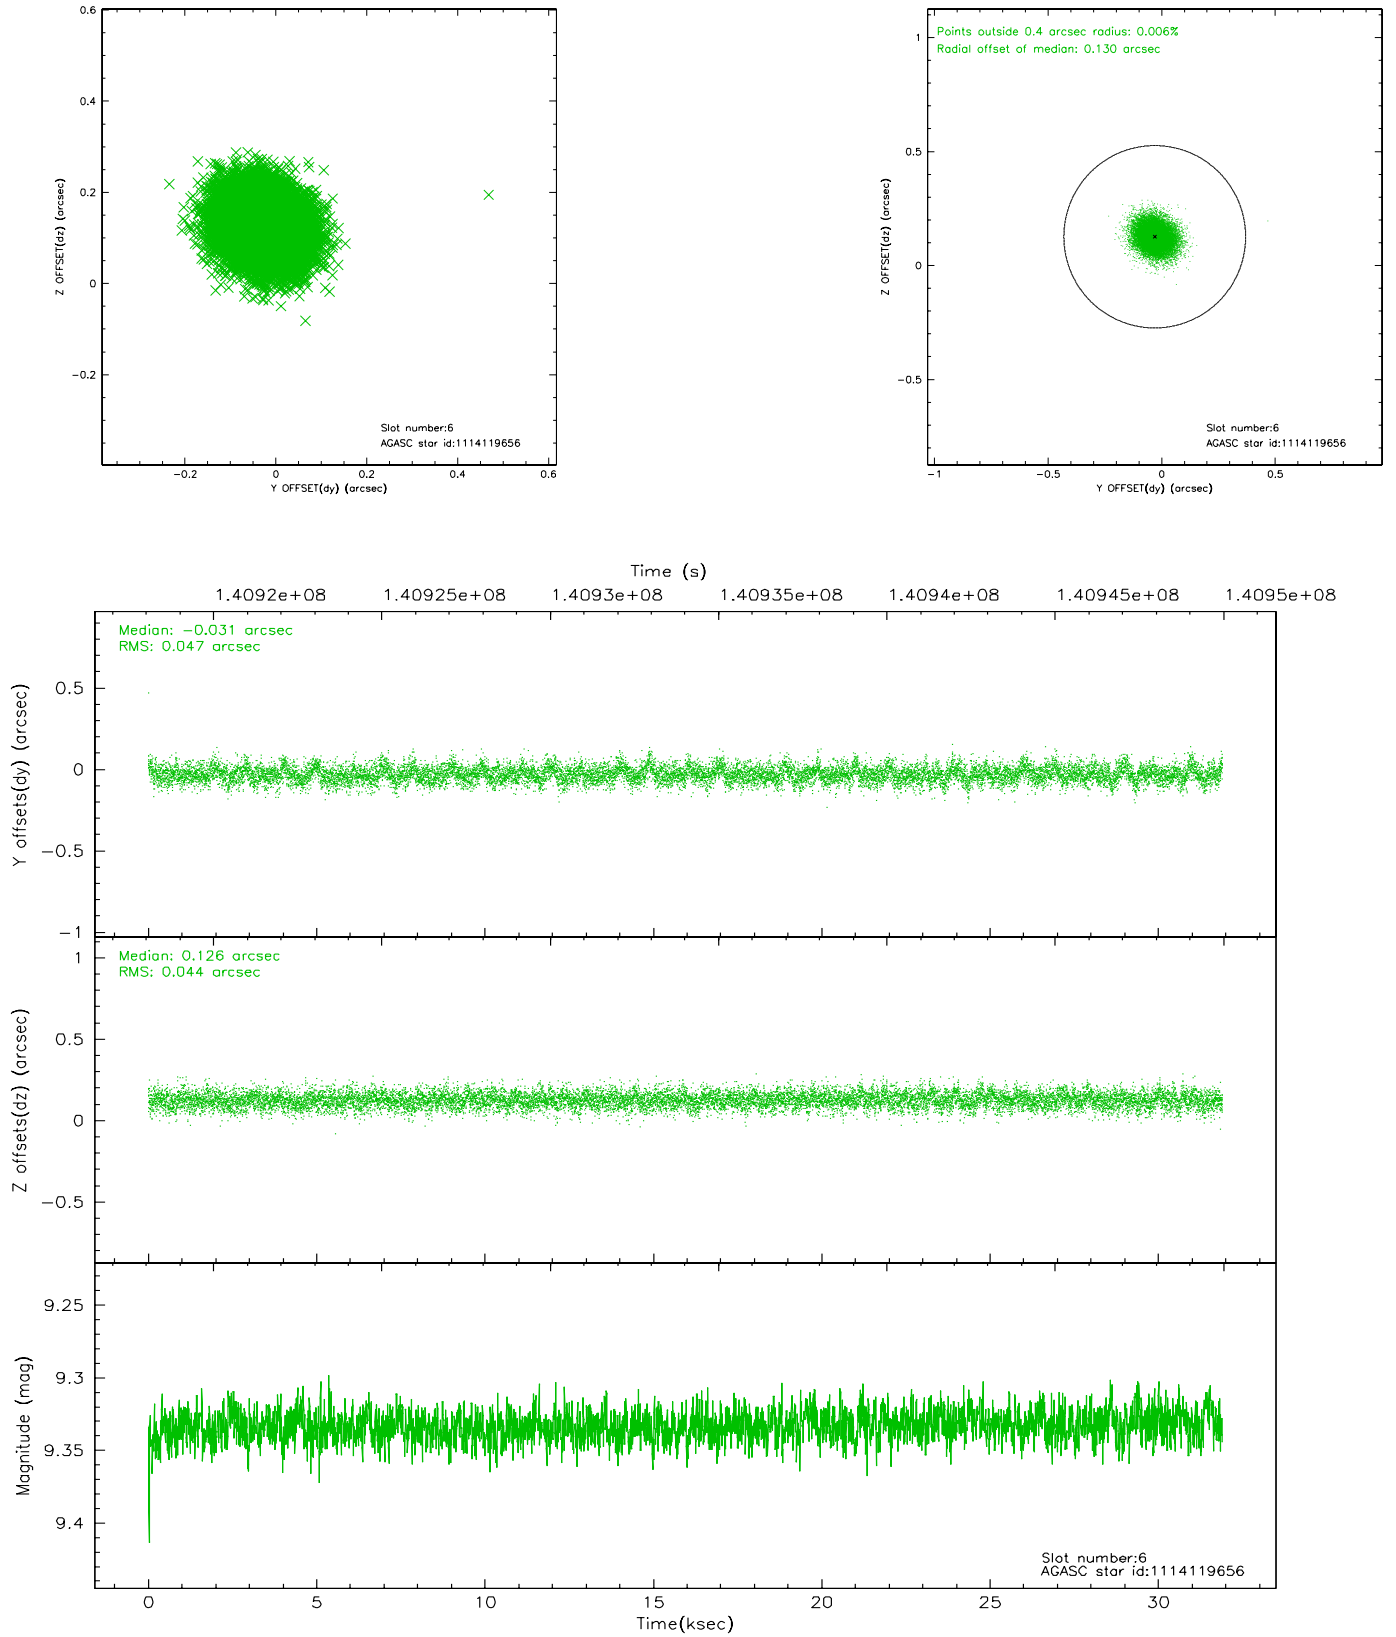 0.6
0.4
0.2
0
−0.2
−0.2 0 0.2 0.4 0.6
Z OFFSET(dz) (arcsec)
Y OFFSET(dy) (arcsec)
Slot number:6
AGASC star id:1114119656
Points outside 0.4 arcsec radius: 0.006%
Radial offset of median: 0.130 arcsec
1
0.5
0
−0.5
−1 −0.5 0 0.5
Z OFFSET(dz) (arcsec)
Y OFFSET(dy) (arcsec)
Slot number:6
AGASC star id:1114119656
Time (s)
1.4092e+08 1.40925e+08 1.4093e+08 1.40935e+08 1.4094e+08 1.40945e+08 1.4095e+08
Median: −0.031 arcsec
RMS: 0.047 arcsec
0.5
0
−0.5
−1
Y offsets(dy) (arcsec)
Median: 0.126 arcsec
RMS: 0.044 arcsec
1
0.5
0
−0.5
Z offsets(dz) (arcsec)
9.25
9.3
9.35
9.4
Magnitude (mag)
Slot number:6
AGASC star id:1114119656
0 5 10 15 20 25 30
Time(ksec)